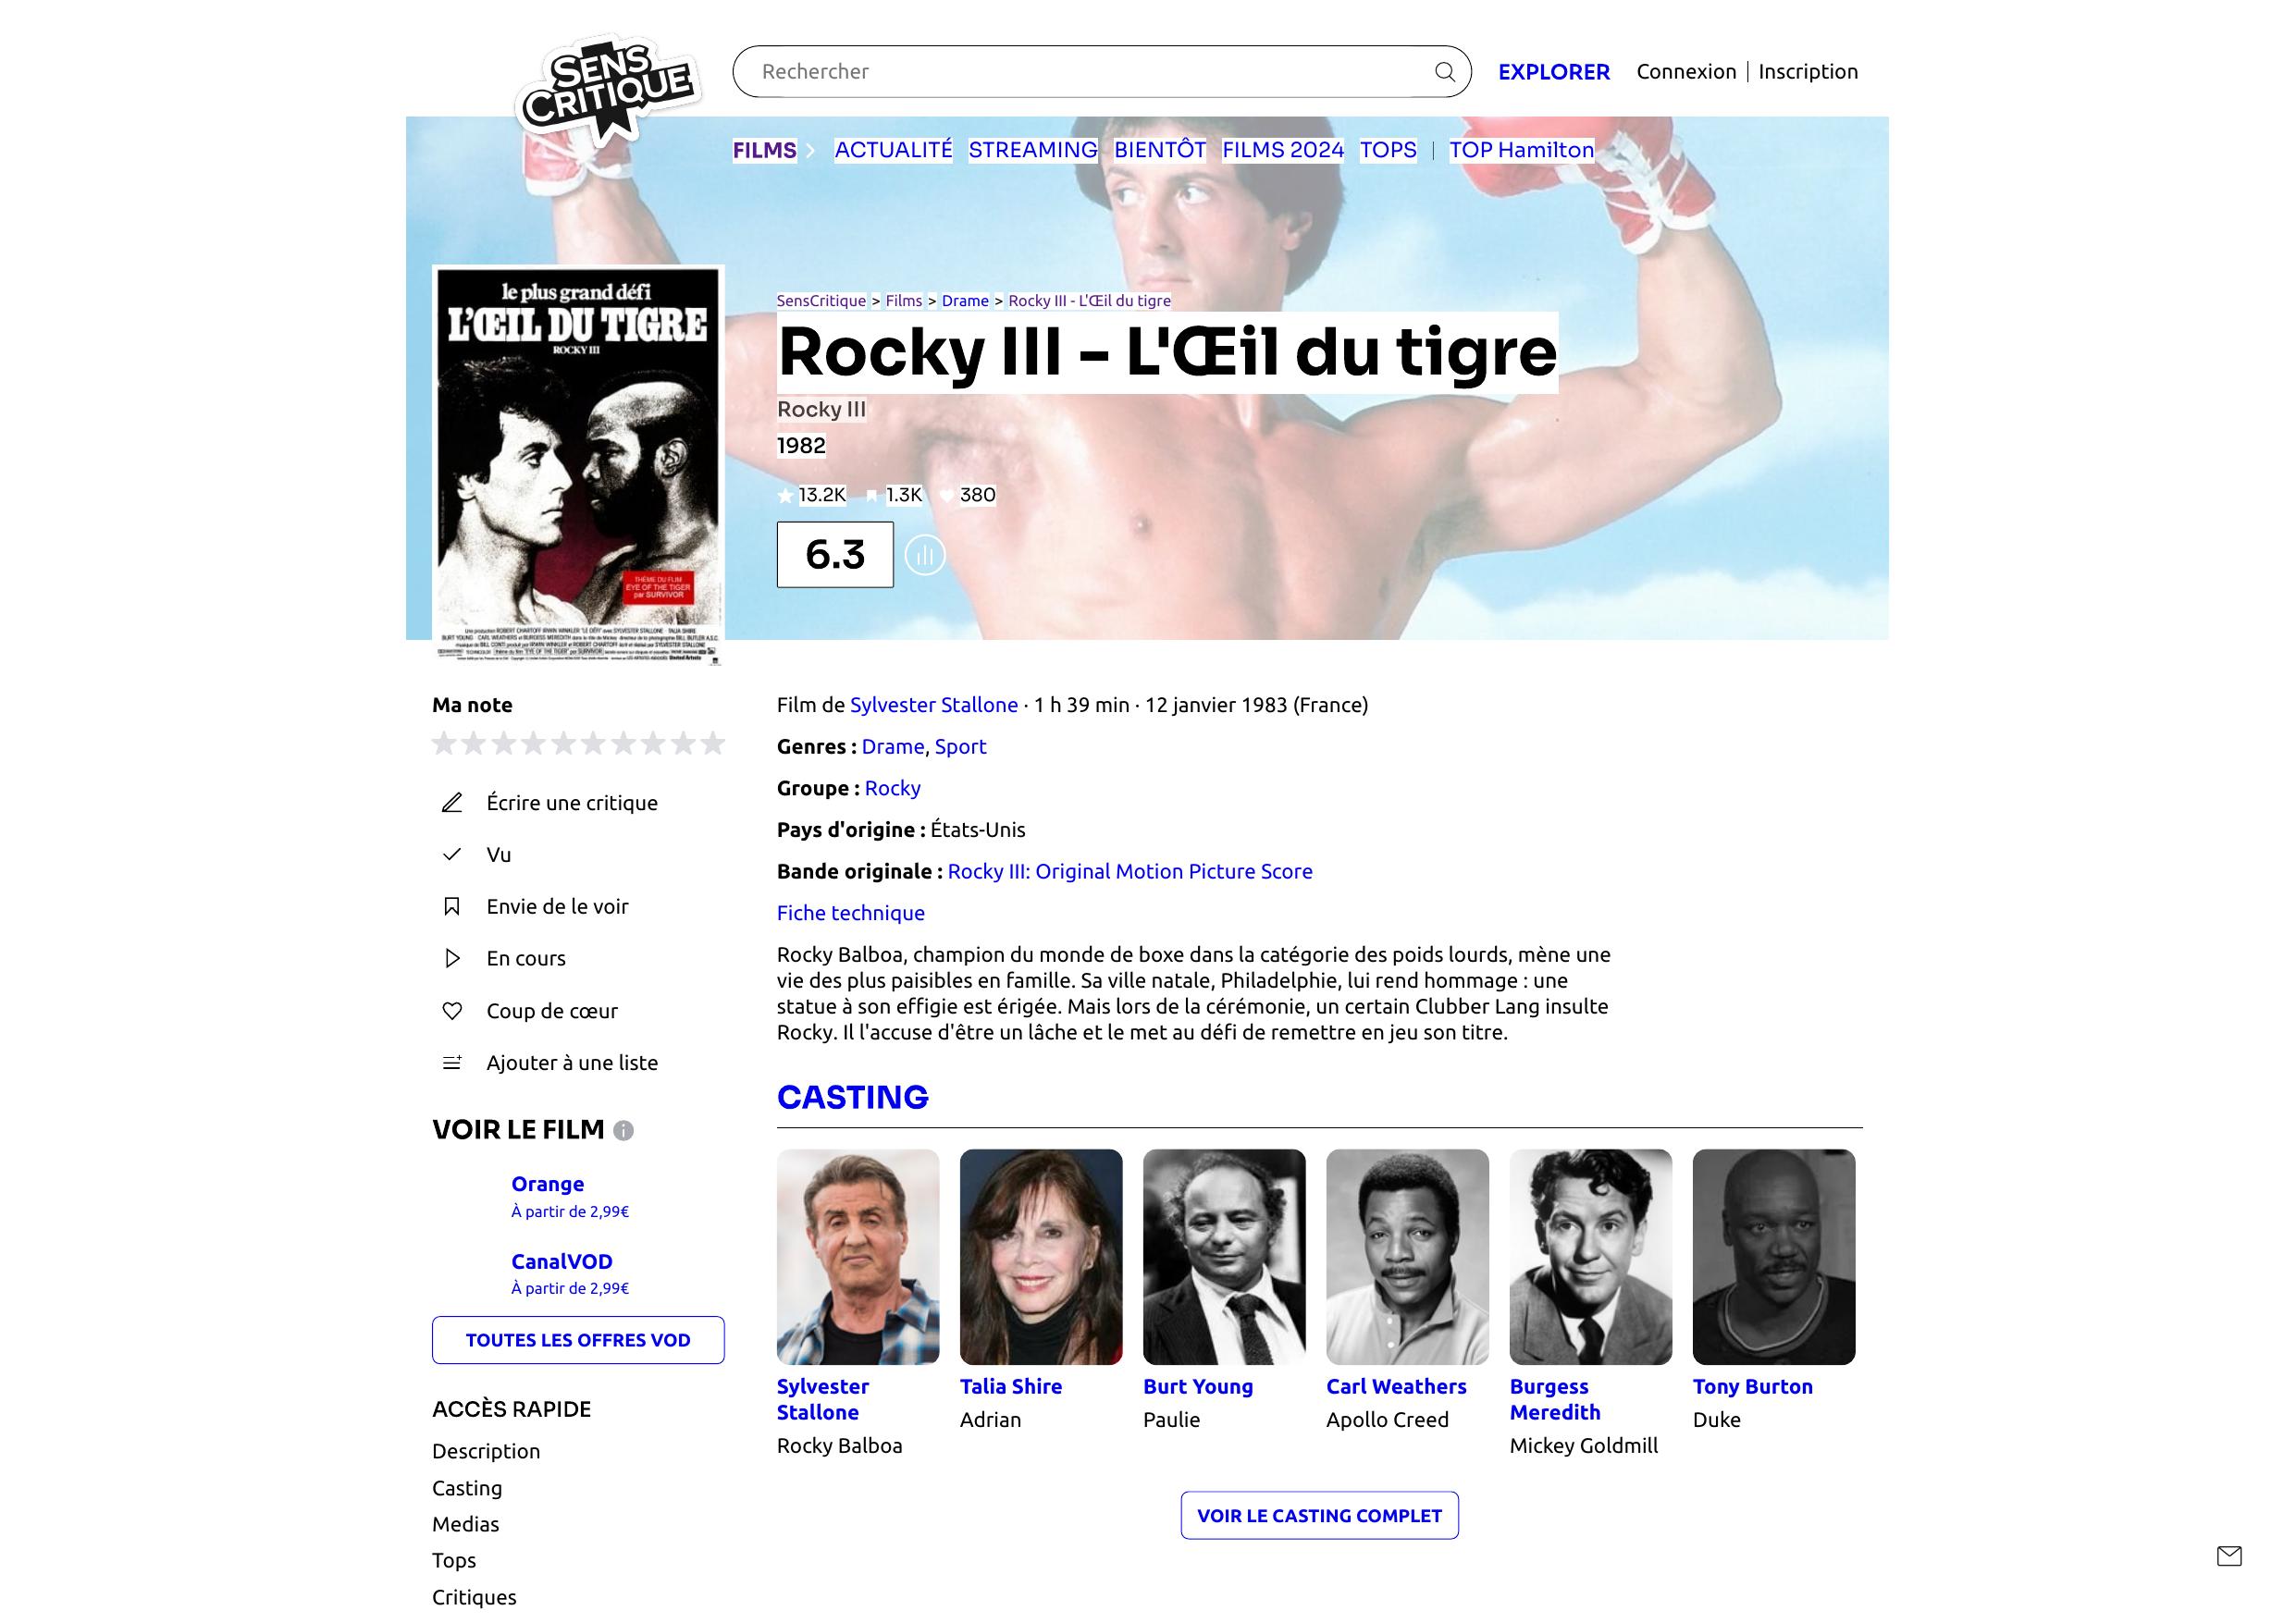 SENS CRITIQUE
Rechercher
EXPLORER
Connexion | Inscription
FILMS
ACTUALITÉ
STREAMING
BIENTÔT
FILMS 2024
TOPS
|
TOP Hamilton
le plus grand défi
L'ŒIL DU TIGRE
ROCKY III
THEME DU FILM
EYE OF THE TIGER
par SURVIVOR
SensCritique > Films > Drame > Rocky III - L'Œil du tigre
Rocky III - L'Œil du tigre
Rocky III
1982
13.2K 1.3K 380
6.3
Ma note
Écrire une critique
Vu
Envie de le voir
En cours
Coup de cœur
Ajouter à une liste
VOIR LE FILM
Orange
À partir de 2,99€
CanalVOD
À partir de 2,99€
TOUTES LES OFFRES VOD
ACCÈS RAPIDE
Description
Casting
Medias
Tops
Critiques
Film de Sylvester Stallone · 1 h 39 min · 12 janvier 1983 (France)
Genres : Drame, Sport
Groupe : Rocky
Pays d'origine : États-Unis
Bande originale : Rocky III: Original Motion Picture Score
Fiche technique
Rocky Balboa, champion du monde de boxe dans la catégorie des poids lourds, mène une
vie des plus paisibles en famille. Sa ville natale, Philadelphie, lui rend hommage : une
statue à son effigie est érigée. Mais lors de la cérémonie, un certain Clubber Lang insulte
Rocky. Il l'accuse d'être un lâche et le met au défi de remettre en jeu son titre.
CASTING
Sylvester
Stallone
Rocky Balboa
Talia Shire
Adrian
Burt Young
Paulie
Carl Weathers
Apollo Creed
Burgess
Meredith
Mickey Goldmill
Tony Burton
Duke
VOIR LE CASTING COMPLET